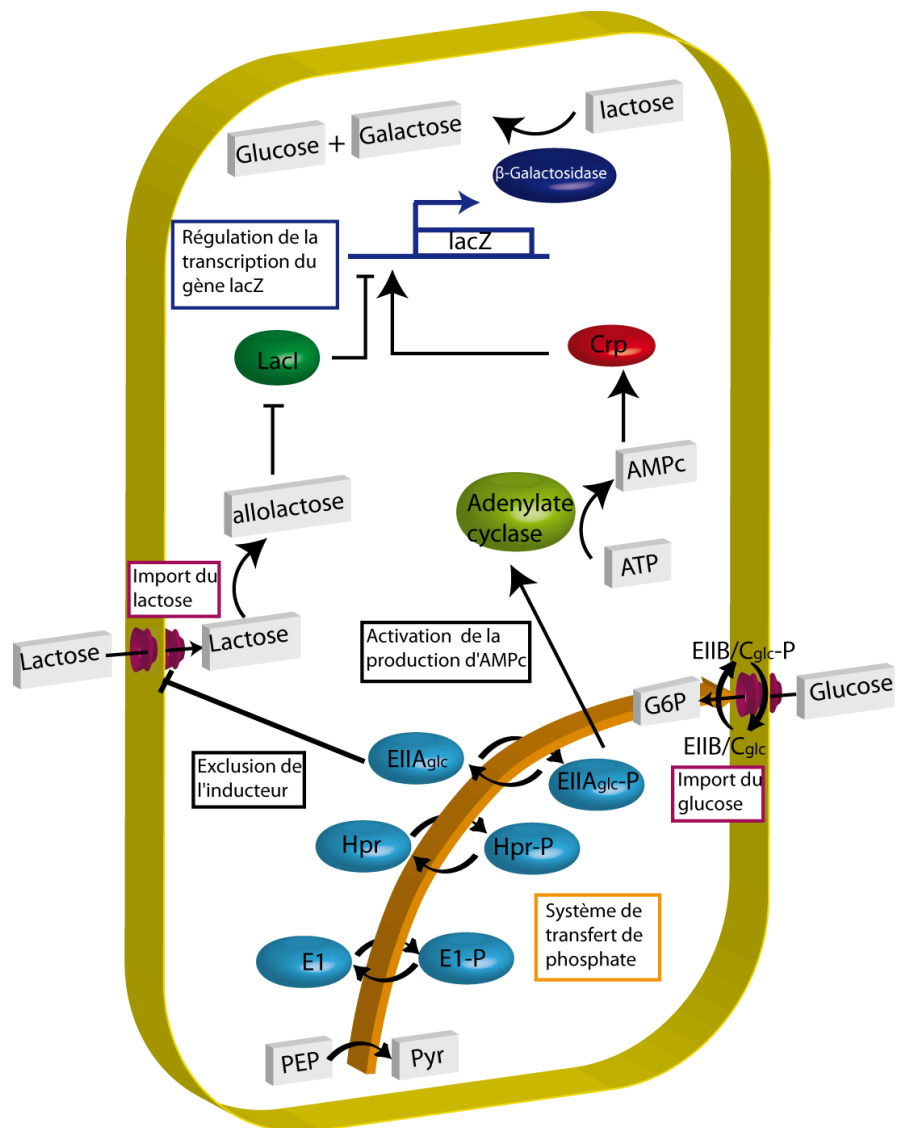 lactose
Glucose + Galactose
β-Galactosidase
Régulation de la
transcription du
gène lacZ
lacZ
LacI
Crp
AMPc
allolactose
Adenylate
cyclase
ATP
Import du
lactose
Lactose
Lactose
Activation de la
production d'AMPc
EIIB/Cglc-P
G6P
Glucose
EIIB/Cglc
Exclusion de
l'inducteur
EIIAglc
EIIAglc-P
Import du
glucose
Hpr
Hpr-P
Système de
transfert de
phosphate
E1
E1-P
PEP
Pyr